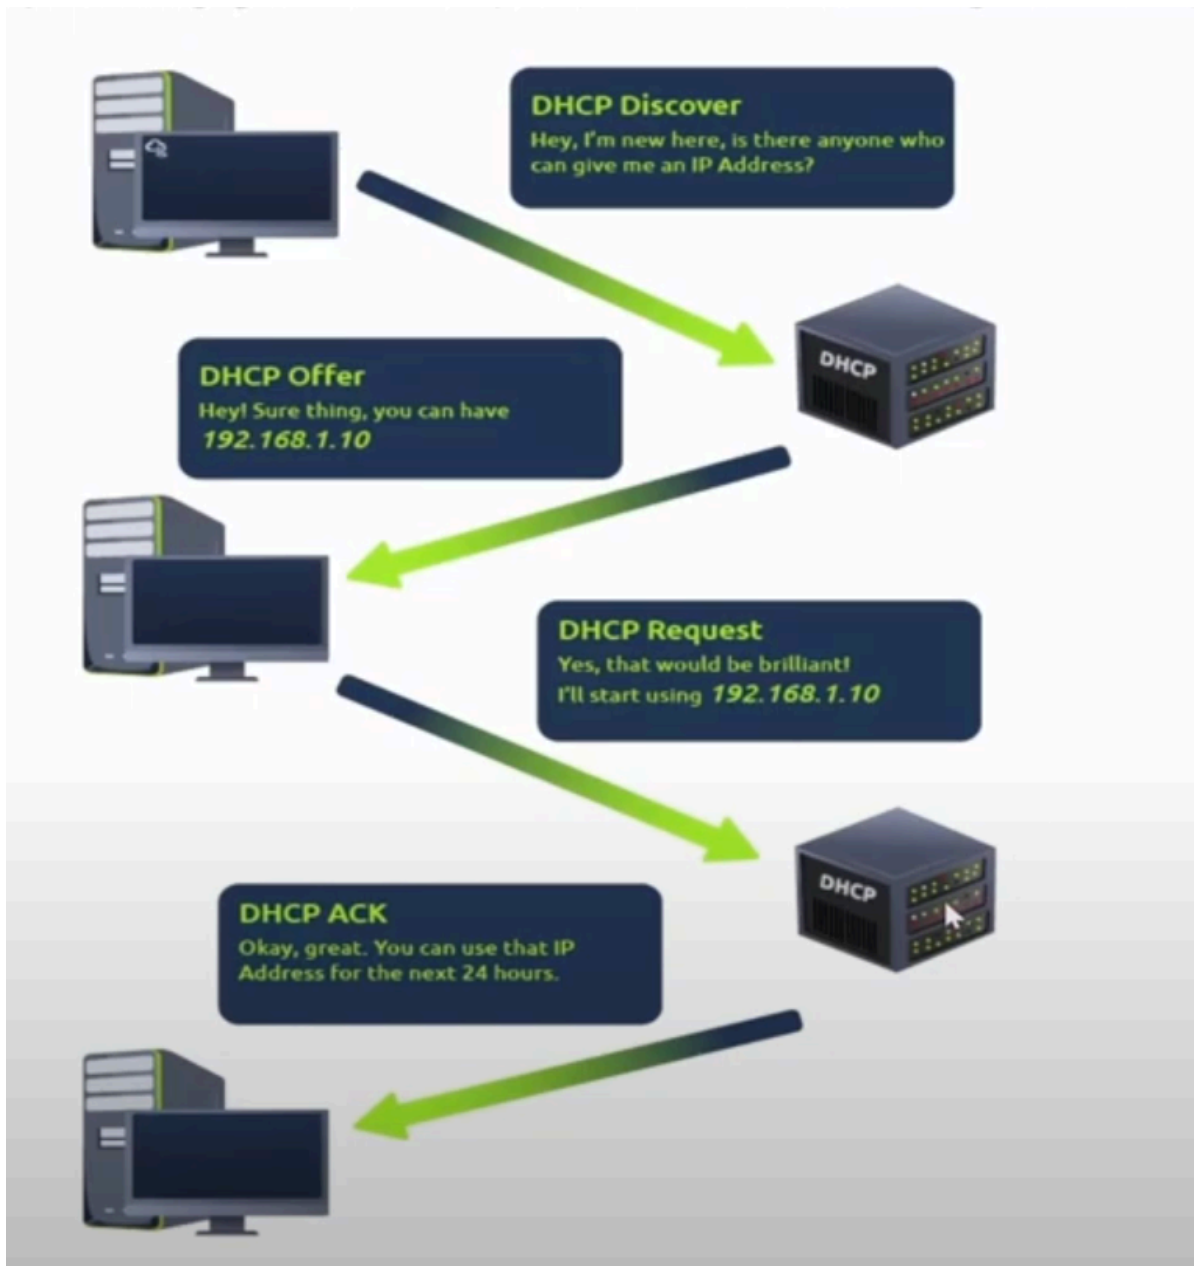 DHCP Discover
Hey, I'm new here, is there anyone who
can give me an IP Address?
DHCP
DHCP Offer
Hey! Sure thing, you can have
192.168.1.10
DHCP Request
Yes, that would be brilliant!
I'll start using 192.168.1.10
DHCP
DHCP ACK
Okay, great. You can use that IP
Address for the next 24 hours.